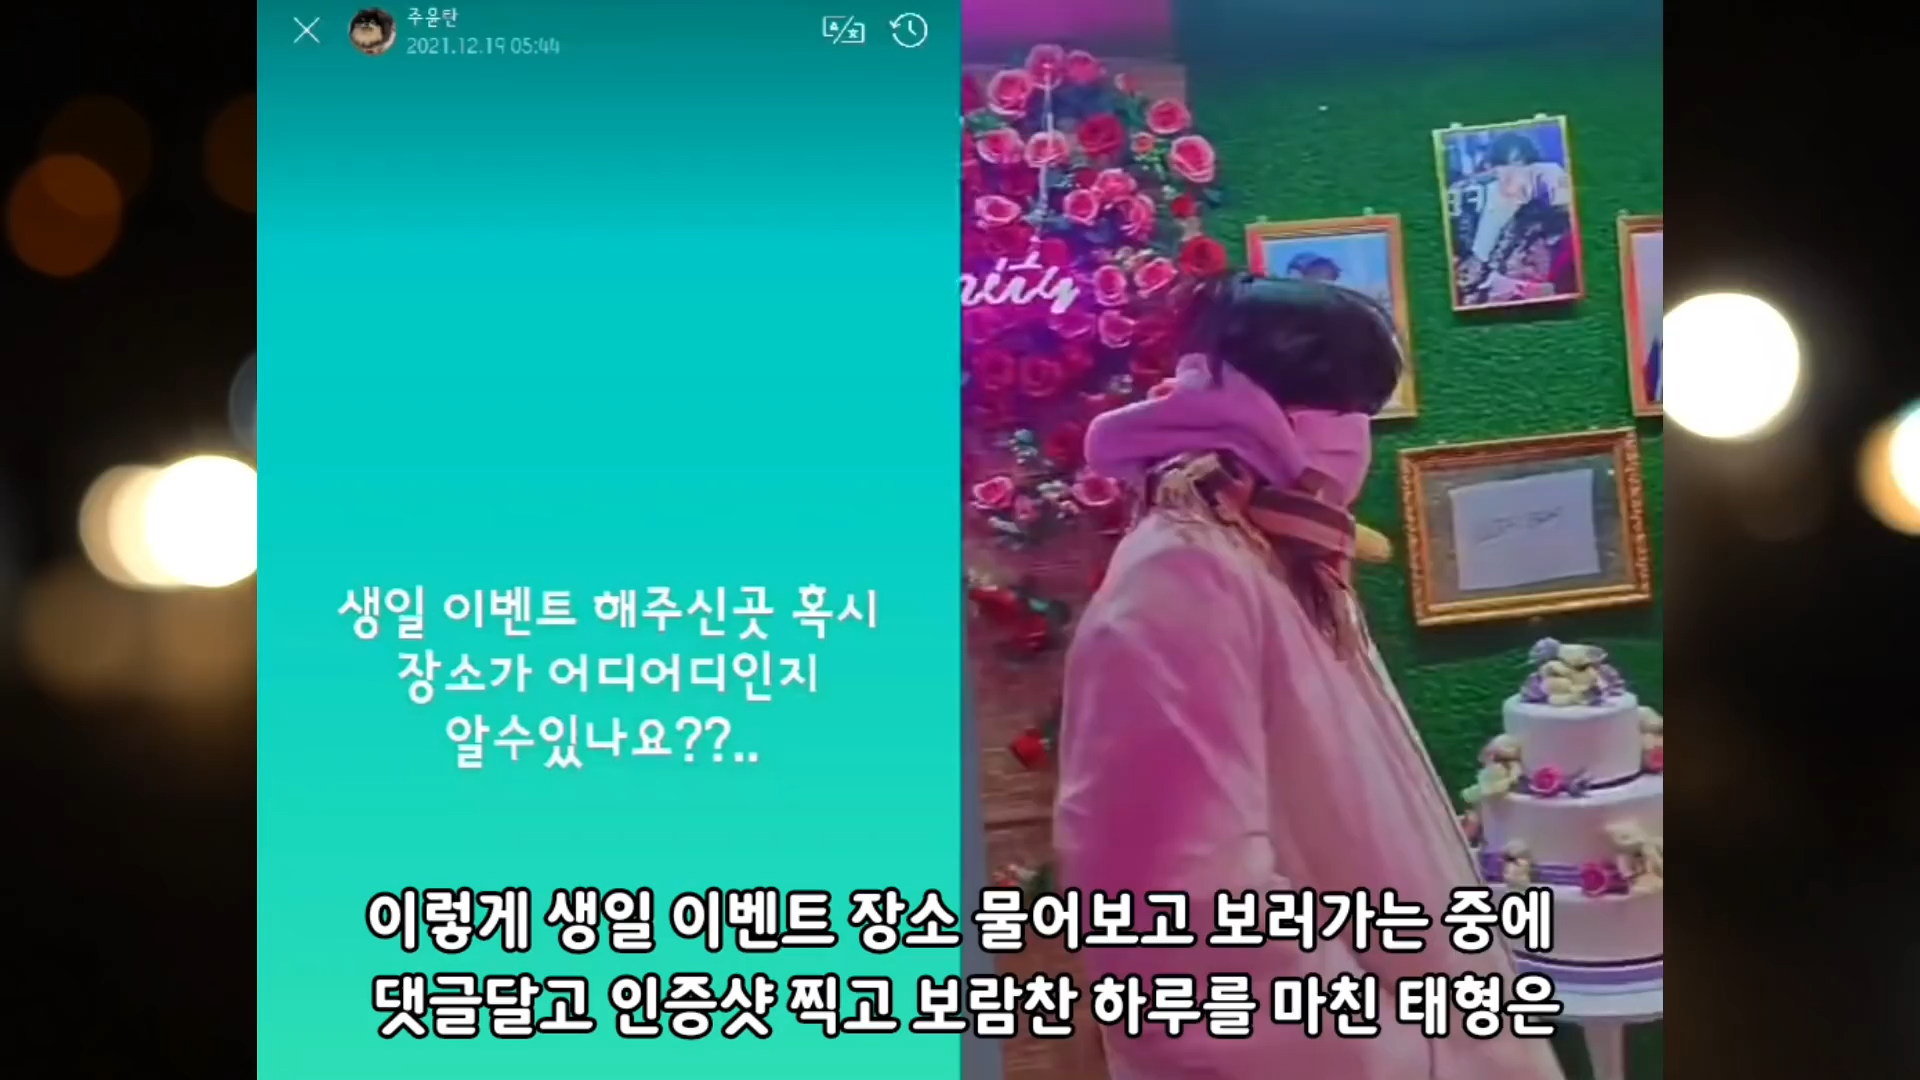 주윤탄
2021.12.19 05:44
생일 이벤트 해주신곳 혹시
장소가 어디어디인지
알수있나요??..
이렇게 생일 이벤트 장소 물어보고 보러가는 중에
댓글달고 인증샷 찍고 보람찬 하루를 마친 태형은